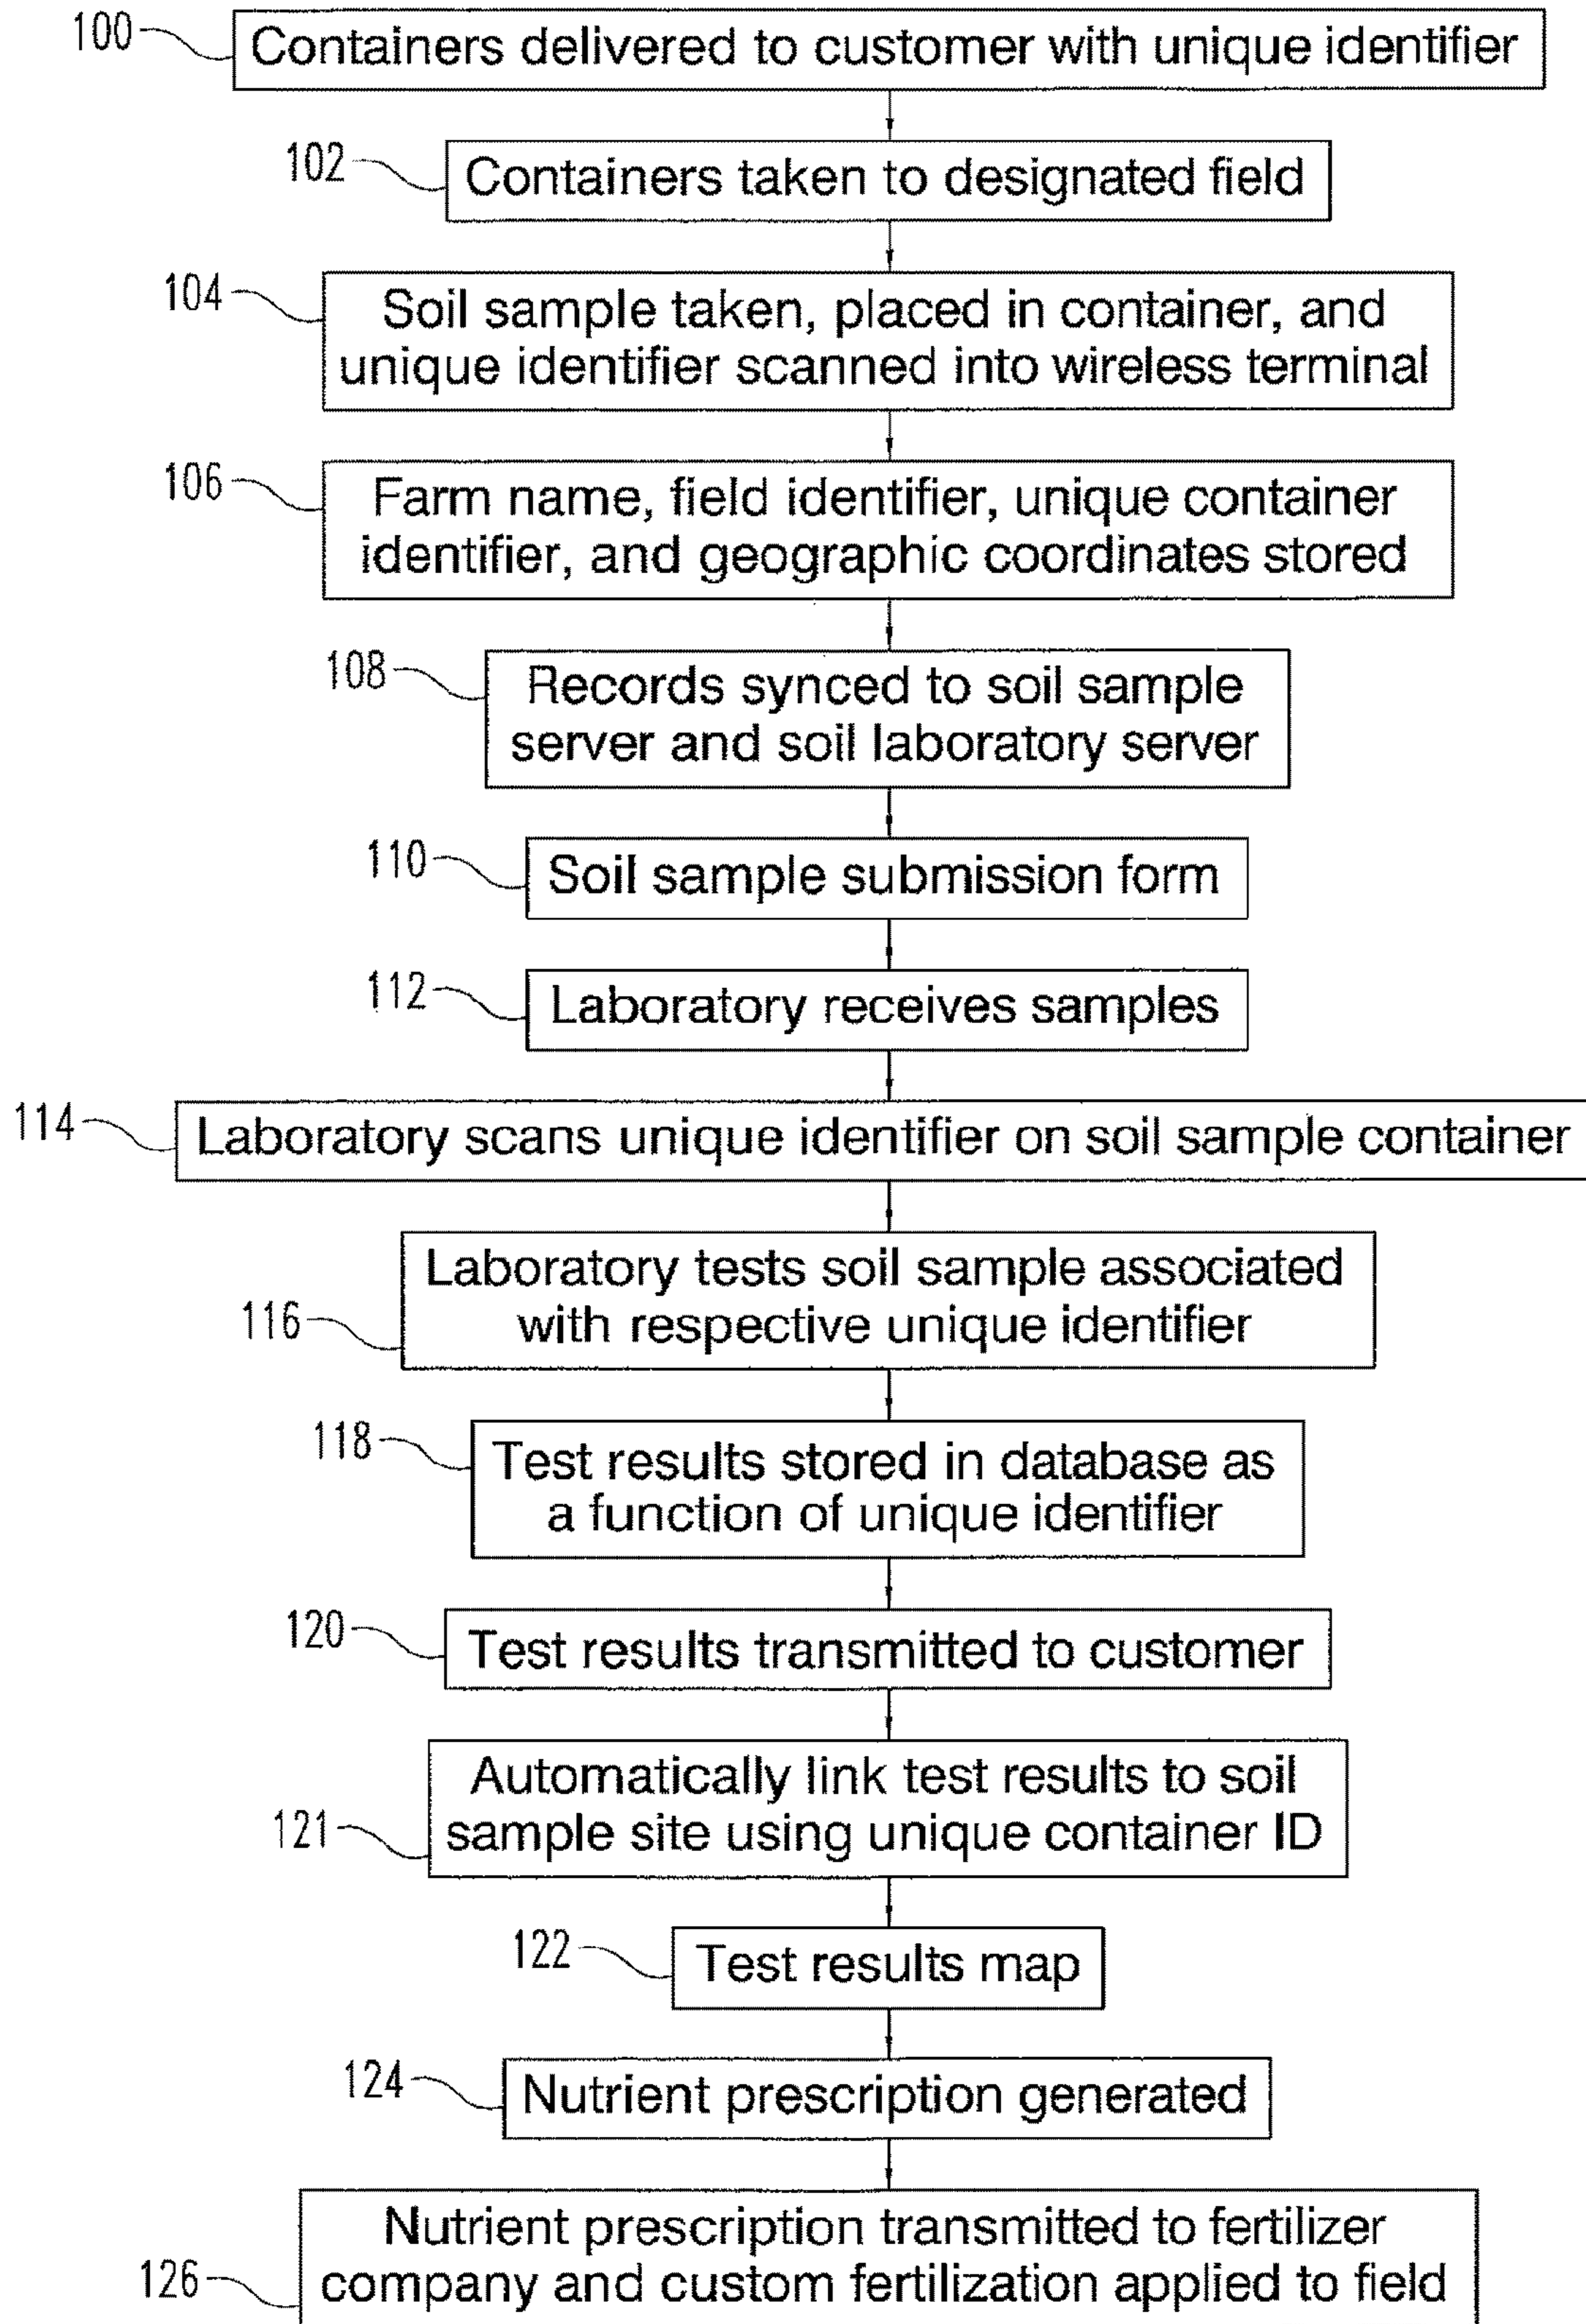 100
Containers delivered to customer with unique identifier
102
Containers taken to designated field
104
Soil sample taken, placed in container, and
unique identifier scanned into wireless terminal
106
Farm name, field identifier, unique container
identifier, and geographic coordinates stored
108
Records synced to soil sample
server and soil laboratory server
110
Soil sample submission form
112
Laboratory receives samples
114
Laboratory scans unique identifier on soil sample container
Laboratory tests soil sample associated
116
with respective unique identifier
118
Test results stored in database as
a function of unique identifier
120
Test results transmitted to customer
Automatically link test results to soil
121
sample site using unique container ID
122
Test results map
124
Nutrient prescription generated
Nutrient prescription transmitted to fertilizer
126
company and custom fertilization applied to field